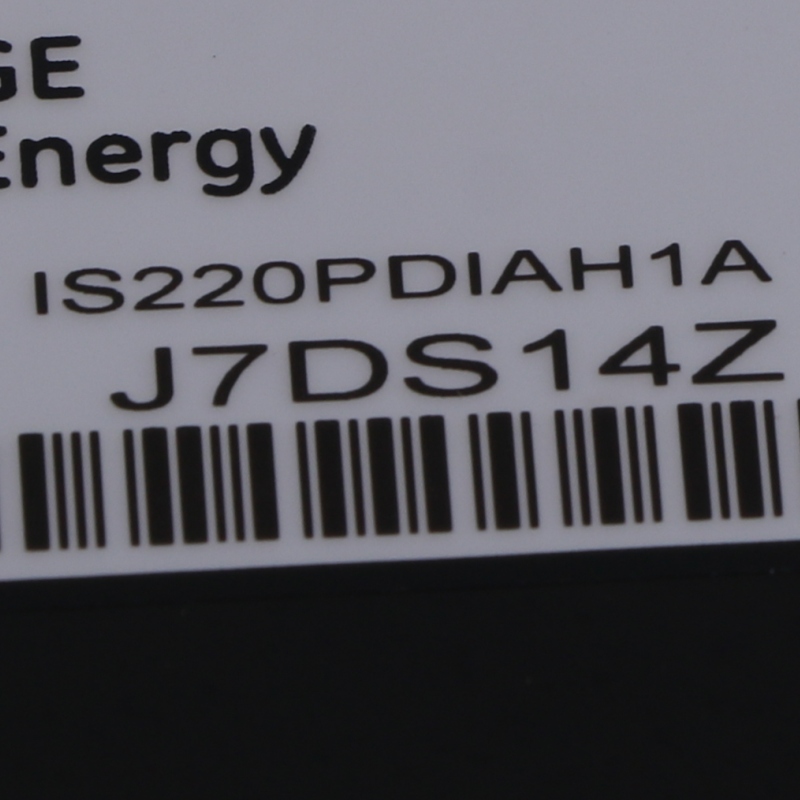 GE
Energy
IS220PDIAH1A
J7DS14Z